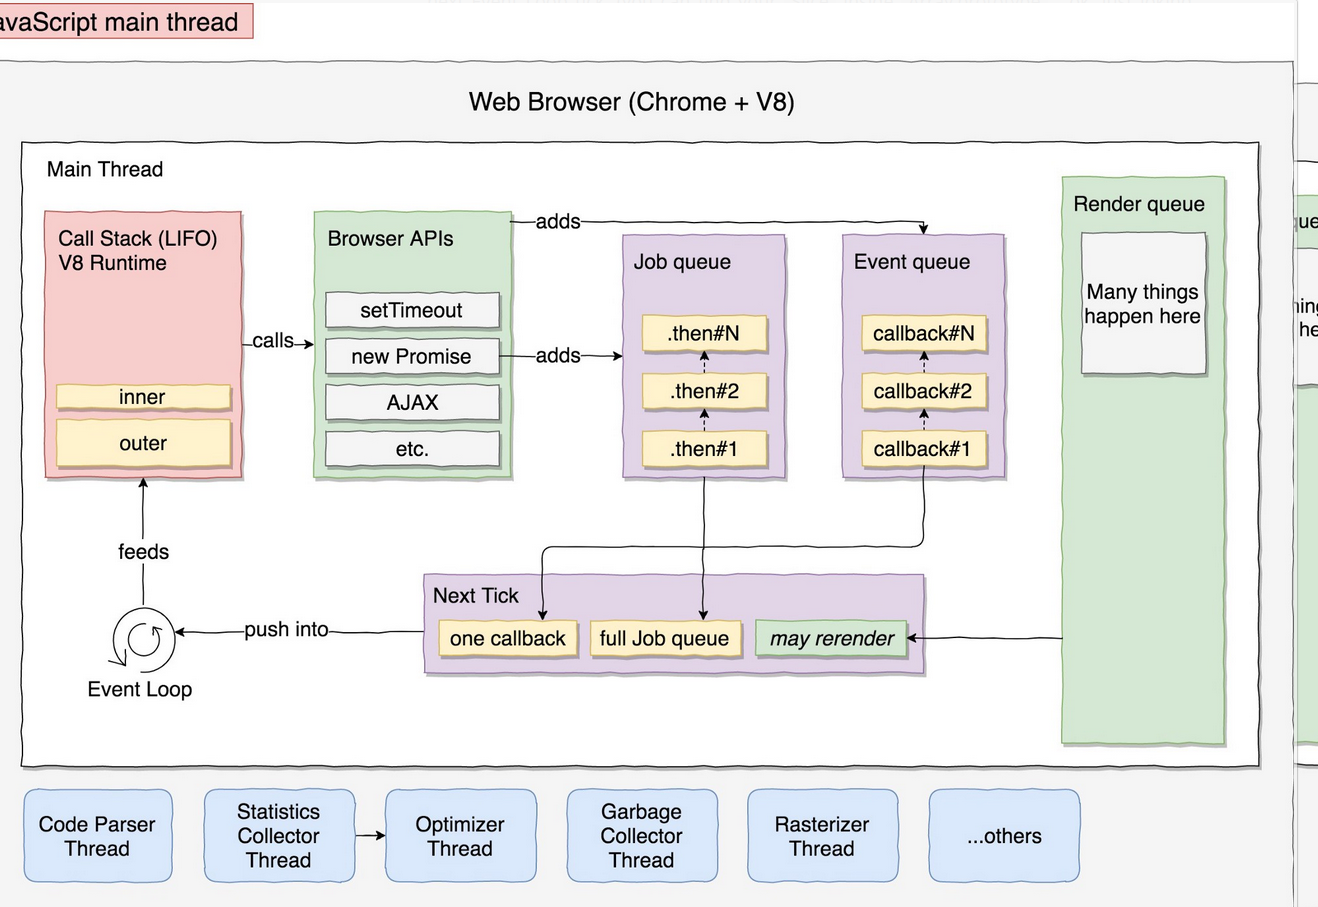 avaScript main thread
Web Browser (Chrome + V8)
Main Thread
Call Stack (LIFO)
V8 Runtime
inner
outer
calls
Browser APIs
setTimeout
new Promise
AJAX
etc.
adds
adds
Job queue
.then#N
.then#2
.then#1
Event queue
callback#N
callback#2
callback#1
Render queue
Many things
happen here
feeds
Event Loop
push into
Next Tick
one callback
full Job queue
may rerender
Code Parser
Thread
Statistics
Collector
Thread
Optimizer
Thread
Garbage
Collector
Thread
Rasterizer
Thread
...others